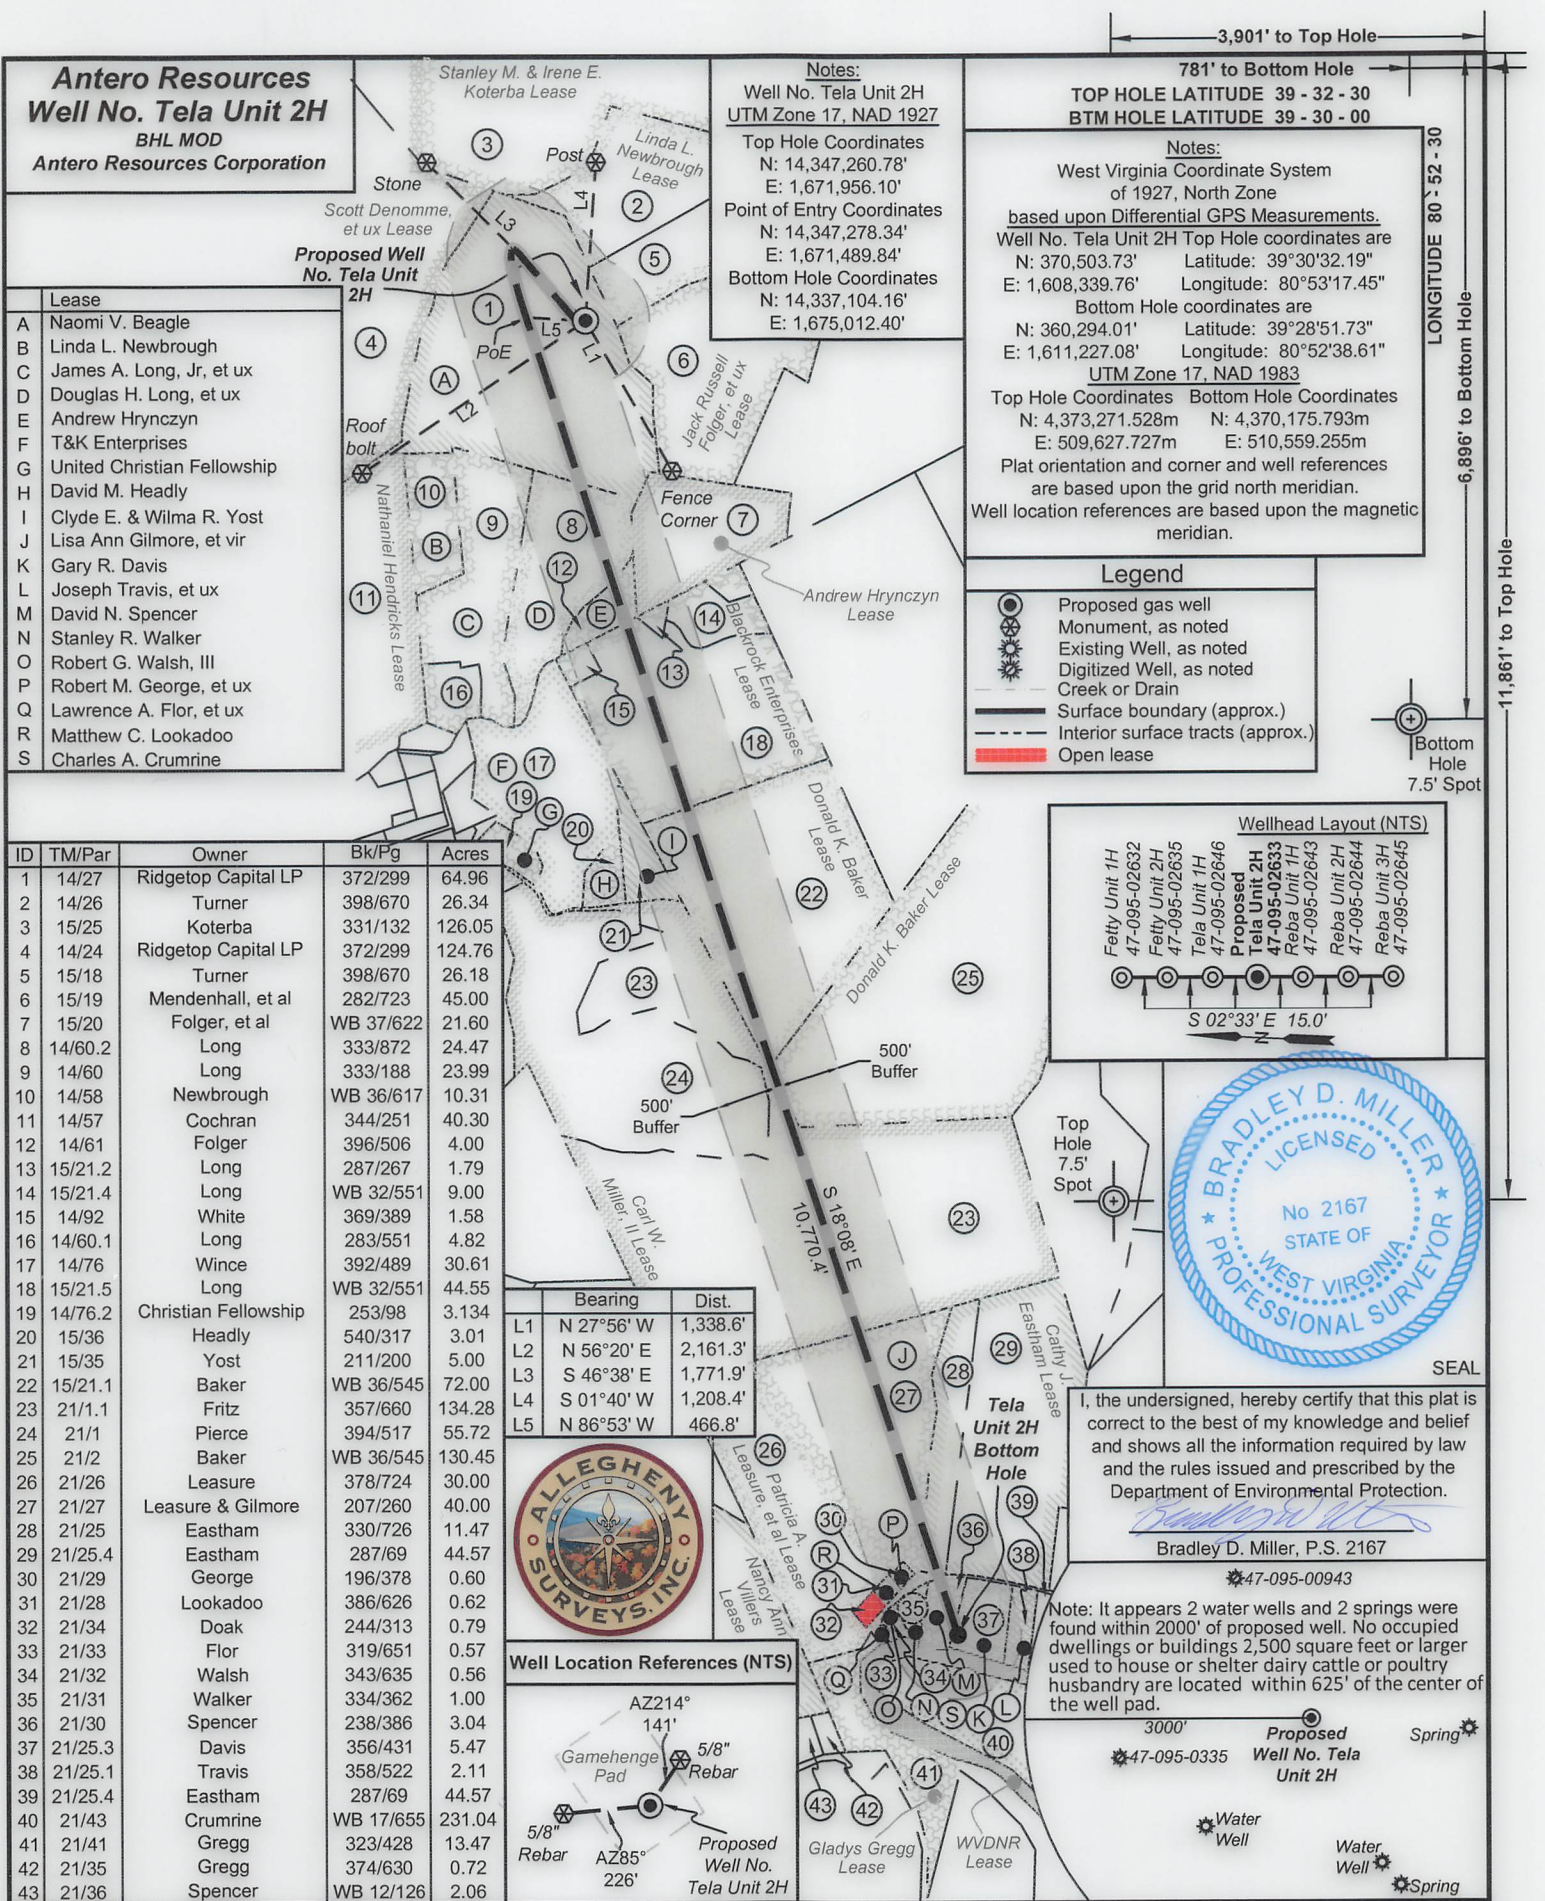 3,901' to Top Hole
Antero Resources
Well No. Tela Unit 2H
BHL MOD
Antero Resources Corporation
Stanley M. & Irene E.
Koterba Lease
Stone
Post
Linda L.
Newbrough
Lease
Scott Denomme,
et ux Lease
Proposed Well
No. Tela Unit
2H
3
2
5
1
4
6
A
L3
L4
L1
L5
L2
PoE
Notes:
Well No. Tela Unit 2H
UTM Zone 17, NAD 1927
Top Hole Coordinates
N: 14,347,260.78'
E: 1,671,956.10'
Point of Entry Coordinates
N: 14,347,278.34'
E: 1,671,489.84'
Bottom Hole Coordinates
N: 14,337,104.16'
E: 1,675,012.40'
781' to Bottom Hole
TOP HOLE LATITUDE 39 - 32 - 30
BTM HOLE LATITUDE 39 - 30 - 00
LONGITUDE 80 - 52 - 30
Notes:
West Virginia Coordinate System
of 1927, North Zone
based upon Differential GPS Measurements.
Well No. Tela Unit 2H Top Hole coordinates are
N: 370,503.73' Latitude: 39°30'32.19"
E: 1,608,339.76' Longitude: 80°53'17.45"
Bottom Hole coordinates are
N: 360,294.01' Latitude: 39°28'51.73"
E: 1,611,227.08' Longitude: 80°52'38.61"
UTM Zone 17, NAD 1983
Top Hole Coordinates Bottom Hole Coordinates
N: 4,373,271.528m N: 4,370,175.793m
E: 509,627.727m E: 510,559.255m
Plat orientation and corner and well references
are based upon the grid north meridian.
Well location references are based upon the magnetic
meridian.
6,896' to Bottom Hole
11,861' to Top Hole
Lease
A Naomi V. Beagle
B Linda L. Newbrough
C James A. Long, Jr, et ux
D Douglas H. Long, et ux
E Andrew Hrynczyn
F T&K Enterprises
G United Christian Fellowship
H David M. Headly
I Clyde E. & Wilma R. Yost
J Lisa Ann Gilmore, et vir
K Gary R. Davis
L Joseph Travis, et ux
M David N. Spencer
N Stanley R. Walker
O Robert G. Walsh, III
P Robert M. George, et ux
Q Lawrence A. Flor, et ux
R Matthew C. Lookadoo
S Charles A. Crumrine
Roof
bolt
Jack Russell
Folger, et ux
Lease
Fence
Corner
Nathaniel Hendricks Lease
Andrew Hrynczyn
Lease
Blackrock Enterprises
Lease
10
9
8
7
B
11
12
C
D
E
14
13
16
15
18
F
17
19
G
20
I
H
21
22
23
25
24
Donald K. Baker
Lease
Donald K. Baker Lease
500'
Buffer
500'
Buffer
Carl W.
Miller, II Lease
S 18°08' E
10,770.4'
23
Legend
Proposed gas well
Monument, as noted
Existing Well, as noted
Digitized Well, as noted
Creek or Drain
Surface boundary (approx.)
Interior surface tracts (approx.)
Open lease
Bottom
Hole
7.5' Spot
Wellhead Layout (NTS)
Fetty Unit 1H
47-095-02632
Fetty Unit 2H
47-095-02635
Tela Unit 1H
47-095-02646
Proposed
Tela Unit 2H
47-095-02633
Reba Unit 1H
47-095-02643
Reba Unit 2H
47-095-02644
Reba Unit 3H
47-095-02645
S 02°33' E 15.0'
N
Top
Hole
7.5'
Spot
BRADLEY D. MILLER
LICENSED
No 2167
STATE OF
WEST VIRGINIA
PROFESSIONAL SURVEYOR
SEAL
ID TM/Par Owner Bk/Pg Acres
1 14/27 Ridgetop Capital LP 372/299 64.96
2 14/26 Turner 398/670 26.34
3 15/25 Koterba 331/132 126.05
4 14/24 Ridgetop Capital LP 372/299 124.76
5 15/18 Turner 398/670 26.18
6 15/19 Mendenhall, et al 282/723 45.00
7 15/20 Folger, et al WB 37/622 21.60
8 14/60.2 Long 333/872 24.47
9 14/60 Long 333/188 23.99
10 14/58 Newbrough WB 36/617 10.31
11 14/57 Cochran 344/251 40.30
12 14/61 Folger 396/506 4.00
13 15/21.2 Long 287/267 1.79
14 15/21.4 Long WB 32/551 9.00
15 14/92 White 369/389 1.58
16 14/60.1 Long 283/551 4.82
17 14/76 Wince 392/489 30.61
18 15/21.5 Long WB 32/551 44.55
19 14/76.2 Christian Fellowship 253/98 3.134
20 15/36 Headly 540/317 3.01
21 15/35 Yost 211/200 5.00
22 15/21.1 Baker WB 36/545 72.00
23 21/1.1 Fritz 357/660 134.28
24 21/1 Pierce 394/517 55.72
25 21/2 Baker WB 36/545 130.45
26 21/26 Leasure 378/724 30.00
27 21/27 Leasure & Gilmore 207/260 40.00
28 21/25 Eastham 330/726 11.47
29 21/25.4 Eastham 287/69 44.57
30 21/29 George 196/378 0.60
31 21/28 Lookadoo 386/626 0.62
32 21/34 Doak 244/313 0.79
33 21/33 Flor 319/651 0.57
34 21/32 Walsh 343/635 0.56
35 21/31 Walker 334/362 1.00
36 21/30 Spencer 238/386 3.04
37 21/25.3 Davis 356/431 5.47
38 21/25.1 Travis 358/522 2.11
39 21/25.4 Eastham 287/69 44.57
40 21/43 Crumrine WB 17/655 231.04
41 21/41 Gregg 323/428 13.47
42 21/35 Gregg 374/630 0.72
43 21/36 Spencer WB 12/126 2.06
Bearing Dist.
L1 N 27°56' W 1,338.6'
L2 N 56°20' E 2,161.3'
L3 S 46°38' E 1,771.9'
L4 S 01°40' W 1,208.4'
L5 N 86°53' W 466.8'
ALLEGHENY
SURVEYS, INC.
Well Location References (NTS)
AZ214°
141'
Gamehenge
Pad
5/8"
Rebar
5/8"
Rebar
AZ85°
226'
Proposed
Well No.
Tela Unit 2H
J
27
28
29
26
Cathy J.
Eastham Lease
Patricia A.
Leasure, et al Lease
Nancy Ann
Villers
Lease
Tela
Unit 2H
Bottom
Hole
39
30
P
36
R
38
31
32
35
37
Q
33
34
M
O
N
S
K
L
40
41
43
42
Gladys Gregg
Lease
WVDNR
Lease
I, the undersigned, hereby certify that this plat is
correct to the best of my knowledge and belief
and shows all the information required by law
and the rules issued and prescribed by the
Department of Environmental Protection.
Bradley D. Miller, P.S. 2167
47-095-00943
Note: It appears 2 water wells and 2 springs were
found within 2000' of proposed well. No occupied
dwellings or buildings 2,500 square feet or larger
used to house or shelter dairy cattle or poultry
husbandry are located within 625' of the center of
the well pad.
3000'
47-095-0335
Proposed
Well No. Tela
Unit 2H
Spring
Water
Well
Water
Well
Spring